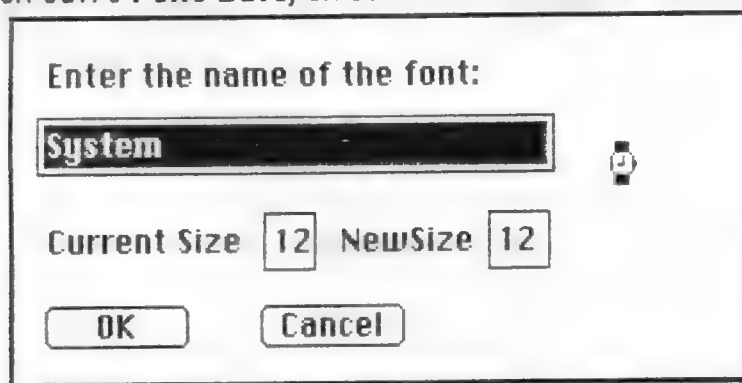 Enter the name of the font:
System
Current Size 12 NewSize 12
OK Cancel